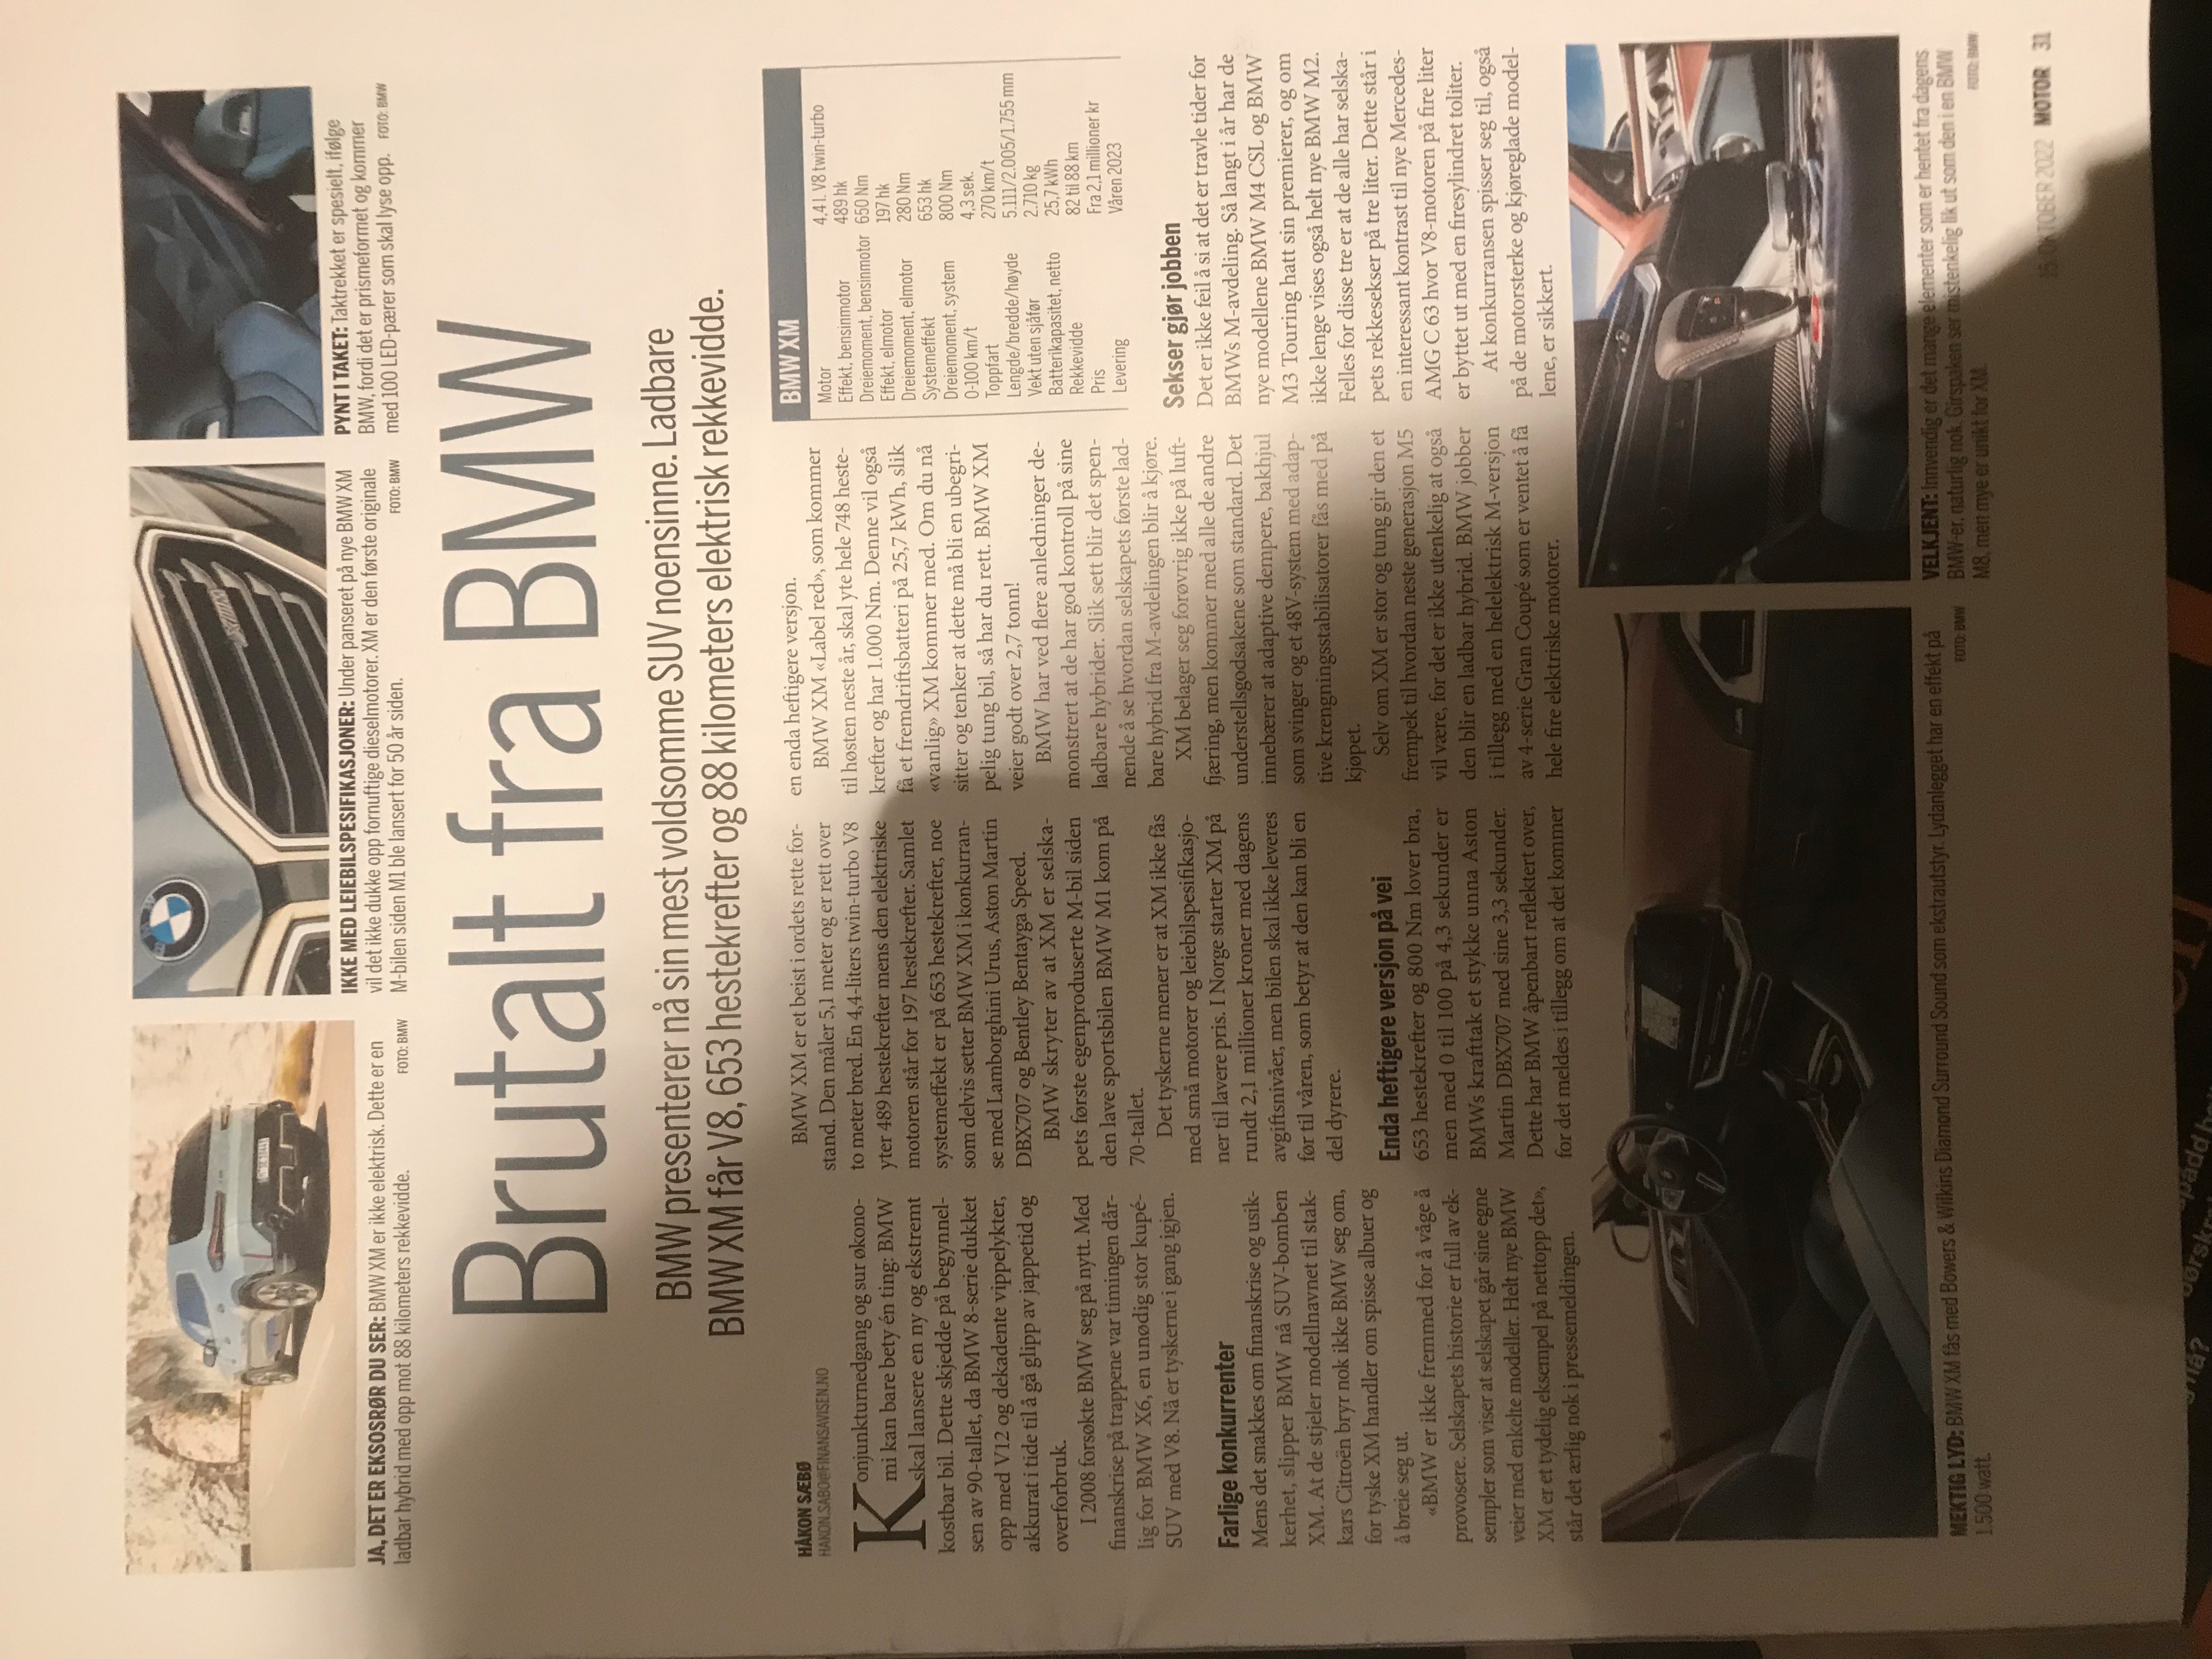 JA, DET ER EKSOSRØR DU SER: BMW XM er ikke elektrisk. Dette er en
ladbar hybrid med opp mot 88 kilometers rekkevidde.
FOTO: BMW
BMW
XM
IKKE MED LEIEBILSPESIFIKASJONER: Under panseret på nye BMW XM
vil det ikke dukke opp fornuftige dieselmotorer. XM er den første originale
M-bilen siden M1 ble lansert for 50 år siden.
FOTO: BMW
PYNT I TAKET: Taktrekket er spesielt, ifølge
BMW, fordi det er prismeformet og kommer
med 100 LED-pærer som skal lyse opp.
FOTO: BMW
Brutalt fra BMW
BMW presenterer nå sin mest voldsomme SUV noensinne. Ladbare
BMW XM får V8, 653 hestekrefter og 88 kilometers elektrisk rekkevidde.
HÅKON SÆBØ
HAKON.SABO@FINANSAVISEN.NO
Konjunkturnedgang og sur økono-
mi kan bare bety én ting: BMW
skal lansere en ny og ekstremt
kostbar bil. Dette skjedde på begynnel-
sen av 90-tallet, da BMW 8-serie dukket
opp med V12 og dekadente vippelykter,
akkurat i tide til å gå glipp av jappetid og
overforbruk.
I 2008 forsøkte BMW seg på nytt. Med
finanskrise på trappene var timingen dår-
lig for BMW X6, en unødig stor kupé-
SUV med V8. Nå er tyskerne i gang igjen.
Farlige konkurrenter
Mens det snakkes om finanskrise og usik-
kerhet, slipper BMW nå SUV-bomben
XM. At de stjeler modellnavnet til stak-
kars Citroën bryr nok ikke BMW seg om,
for tyske XM handler om spisse albuer og
å breie seg ut.
«BMW er ikke fremmed for å våge å
provosere. Selskapets historie er full av ek-
sempler som viser at selskapet går sine egne
veier med enkelte modeller. Helt nye BMW
XM er et tydelig eksempel på nettopp det»,
står det ærlig nok i pressemeldingen.
BMW XM er et beist i ordets rette for-
stand. Den måler 5,1 meter og er rett over
to meter bred. En 4,4-liters twin-turbo V8
yter 489 hestekrefter mens den elektriske
motoren står for 197 hestekrefter. Samlet
systemeffekt er på 653 hestekrefter, noe
som delvis setter BMW XM i konkurran-
se med Lamborghini Urus, Aston Martin
DBX707 og Bentley Bentayga Speed.
BMW skryter av at XM er selska-
pets første egenproduserte M-bil siden
den lave sportsbilen BMW M1 kom på
70-tallet.
Det tyskerne mener er at XM ikke fås
med små motorer og leiebilspesifikasjo-
ner til lavere pris. I Norge starter XM på
rundt 2,1 millioner kroner med dagens
avgiftsnivåer, men bilen skal ikke leveres
før til våren, som betyr at den kan bli en
del dyrere.
Enda heftigere versjon på vei
653 hestekrefter og 800 Nm lover bra,
men med 0 til 100 på 4,3 sekunder er
BMWs krafttak et stykke unna Aston
Martin DBX707 med sine 3,3 sekunder.
Dette har BMW åpenbart reflektert over,
for det meldes i tillegg om at det kommer
en enda heftigere versjon.
BMW XM «Label red», som kommer
til høsten neste år, skal yte hele 748 heste-
krefter og har 1.000 Nm. Denne vil også
få et fremdriftsbatteri på 25,7 kWh, slik
«vanlig» XM kommer med. Om du nå
sitter og tenker at dette må bli en ubegri-
pelig tung bil, så har du rett. BMW XM
veier godt over 2,7 tonn!
BMW har ved flere anledninger de-
monstrert at de har god kontroll på sine
ladbare hybrider. Slik sett blir det spen-
nende å se hvordan selskapets første lad-
bare hybrid fra M-avdelingen blir å kjøre.
XM belager seg forøvrig ikke på luft-
fjæring, men kommer med alle de andre
understellsgodsakene som standard. Det
innebærer at adaptive dempere, bakhjul
som svinger og et 48V-system med adap-
tive krengningsstabilisatorer fås med på
kjøpet.
Selv om XM er stor og tung gir den et
frempek til hvordan neste generasjon M5
vil være, for det er ikke utenkelig at også
den blir en ladbar hybrid. BMW jobber
i tillegg med en helelektrisk M-versjon
av 4-serie Gran Coupé som er ventet å få
hele fire elektriske motorer.
BMW XM
Motor 4,4 l. V8 twin-turbo
Effekt, bensinmotor 489 hk
Dreiemoment, bensinmotor 650 Nm
Effekt, elmotor 197 hk
Dreiemoment, elmotor 280 Nm
Systemeffekt 653 hk
Dreiemoment, system 800 Nm
0-100 km/t 4,3 sek.
Toppfart 270 km/t
Lengde/bredde/høyde 5.111/2.005/1.755 mm
Vekt uten sjåfør 2.710 kg
Batterikapasitet, netto 25,7 kWh
Rekkevidde 82 til 88 km
Pris Fra 2,1 millioner kr
Levering Våren 2023
Sekser gjør jobben
Det er ikke feil å si at det er travle tider for
BMWs M-avdeling. Så langt i år har de
nye modellene BMW M4 CSL og BMW
M3 Touring hatt sin premierer, og om
ikke lenge vises også helt nye BMW M2.
Felles for disse tre er at de alle har selska-
pets rekkesekser på tre liter. Dette står i
en interessant kontrast til nye Mercedes-
AMG C 63 hvor V8-motoren på fire liter
er byttet ut med en firesylindret toliter.
At konkurransen spisser seg til, også
på de motorsterke og kjøreglade model-
lene, er sikkert.
MEKTIG LYD: BMW XM fås med Bowers & Wilkins Diamond Surround Sound som ekstrautstyr. Lydanlegget har en effekt på
1.500 watt.
FOTO: BMW
VELKJENT: Innvendig er det mange elementer som er hentet fra dagens
BMW-er, naturlig nok. Girspaken ser mistenkelig lik ut som den i en BMW
M8, men mye er unikt for XM.
FOTO: BMW
15. OKTOBER 2022 MOTOR 31